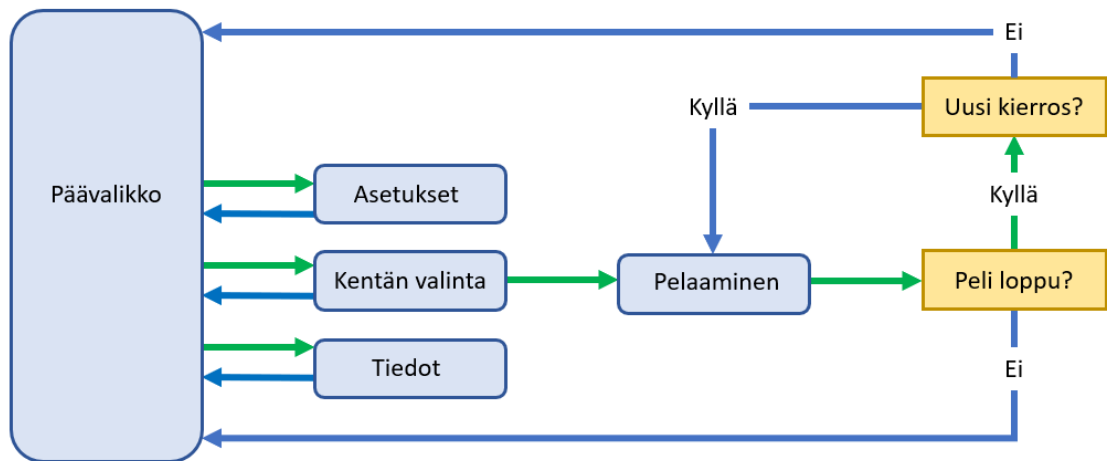 Ei
Kyllä
Uusi kierros?
Päävalikko
Asetukset
Kyllä
Kentän valinta
Pelaaminen
Peli loppu?
Tiedot
Ei